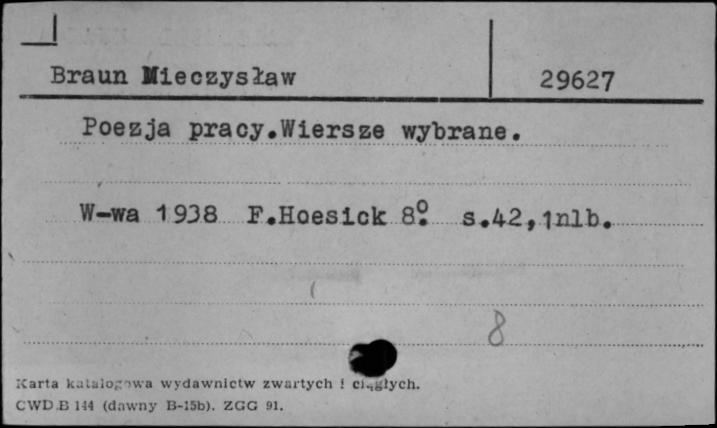 Braun Mieczysław 29627
Poezja pracy.Wiersze wybrane.
W-wa 1938 F.Hoesick 8º. s.42,1nlb.
8
Karta katalogowa wydawnictw zwartych i ciągłych.
CWD.B 144 (dawny B-15b). ZGG 91.